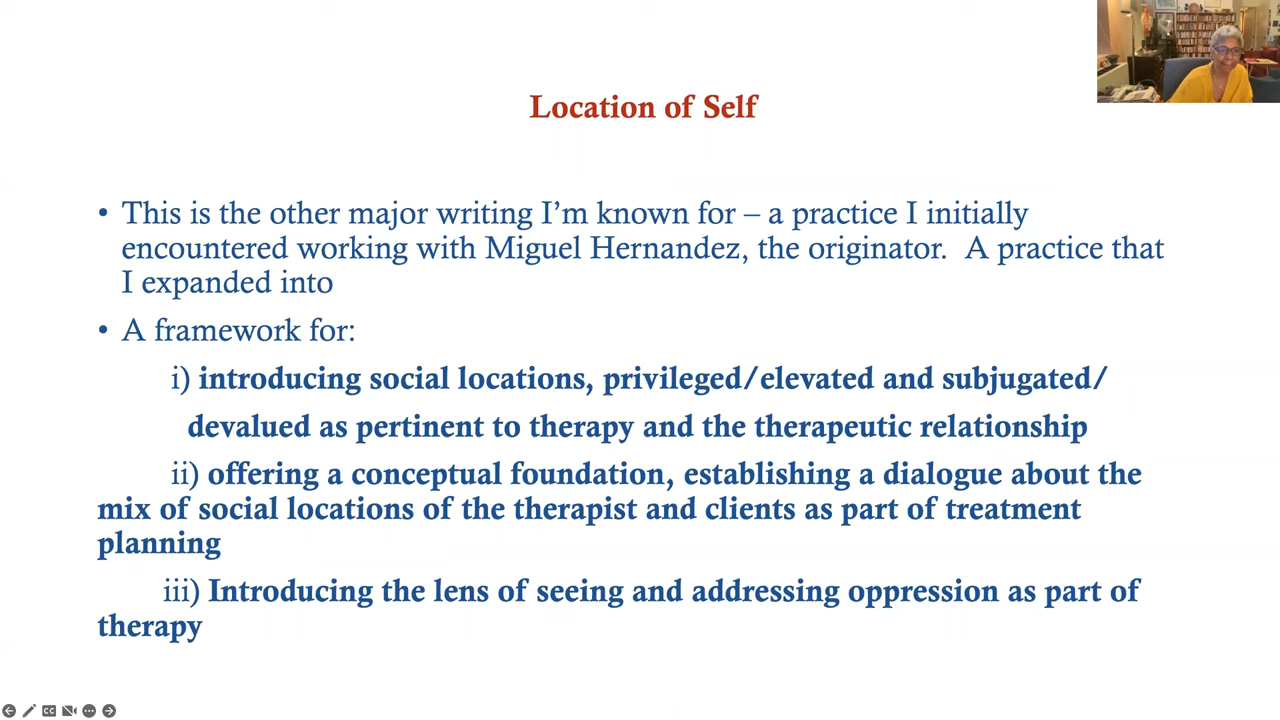 Location of Self
• This is the other major writing I’m known for – a practice I initially
encountered working with Miguel Hernandez, the originator.  A practice that
I expanded into
• A framework for:
i) introducing social locations, privileged/elevated and subjugated/
devalued as pertinent to therapy and the therapeutic relationship
ii) offering a conceptual foundation, establishing a dialogue about the
mix of social locations of the therapist and clients as part of treatment
planning
iii) Introducing the lens of seeing and addressing oppression as part of
therapy
CC